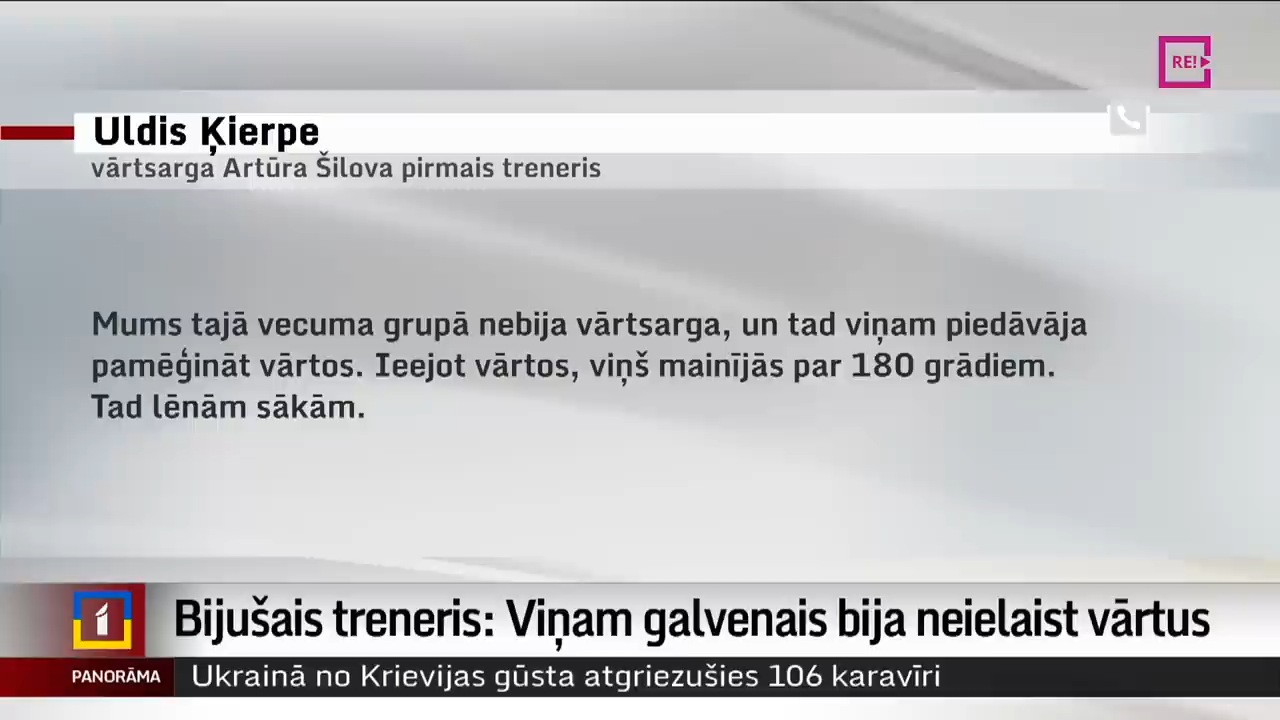 RE!
Uldis Ķierpe
vārtsarga Artūra Šilova pirmais treneris
Mums tajā vecuma grupā nebija vārtsarga, un tad viņam piedāvāja
pamēģināt vārtos. Ieejot vārtos, viņš mainījās par 180 grādiem.
Tad lēnām sākām.
1
Bijušais treneris: Viņam galvenais bija neielaist vārtus
PANORĀMA
Ukrainā no Krievijas gūsta atgriezušies 106 karavīri